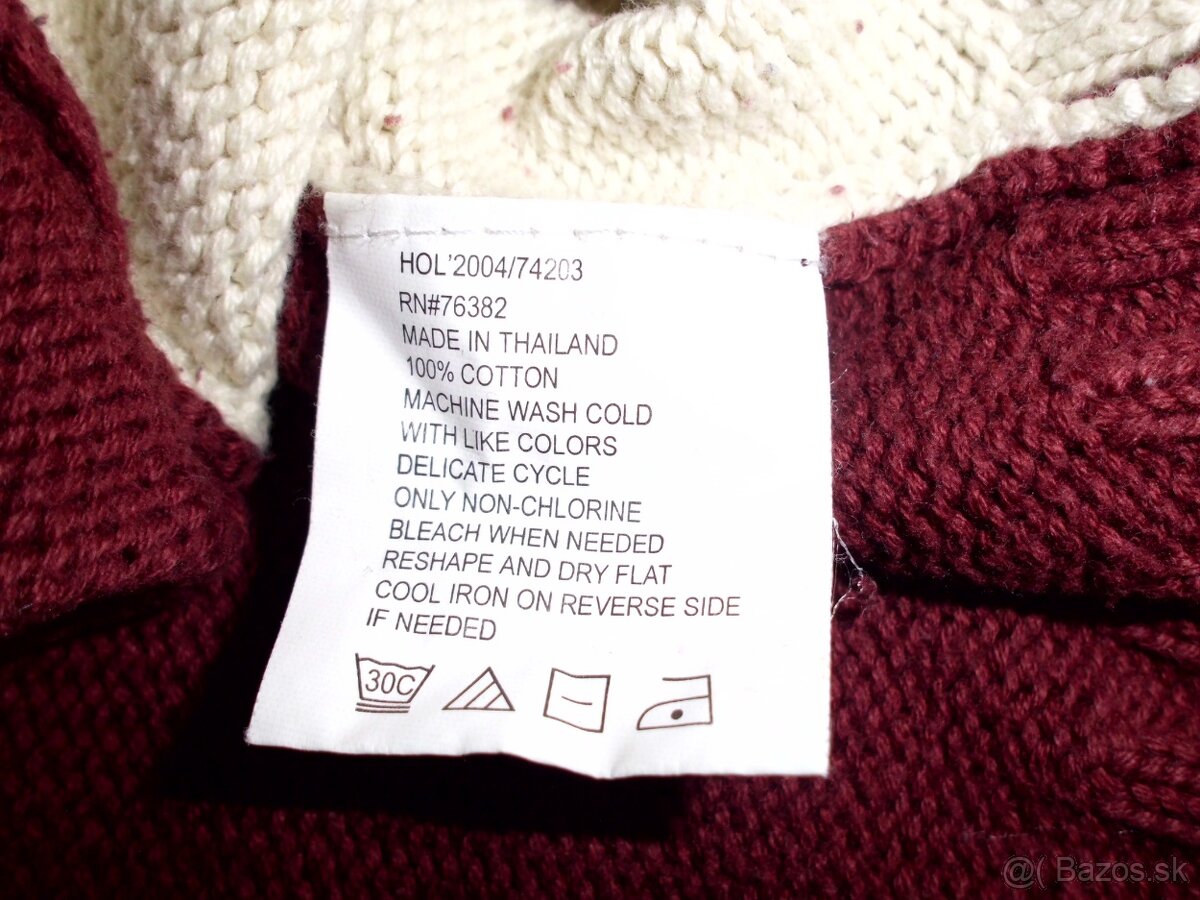 HOL'2004/74203
RN#76382
MADE IN THAILAND
100% COTTON
MACHINE WASH COLD
WITH LIKE COLORS
DELICATE CYCLE
ONLY NON-CHLORINE
BLEACH WHEN NEEDED
RESHAPE AND DRY FLAT
COOL IRON ON REVERSE SIDE
IF NEEDED
30C
@( Bazos.sk